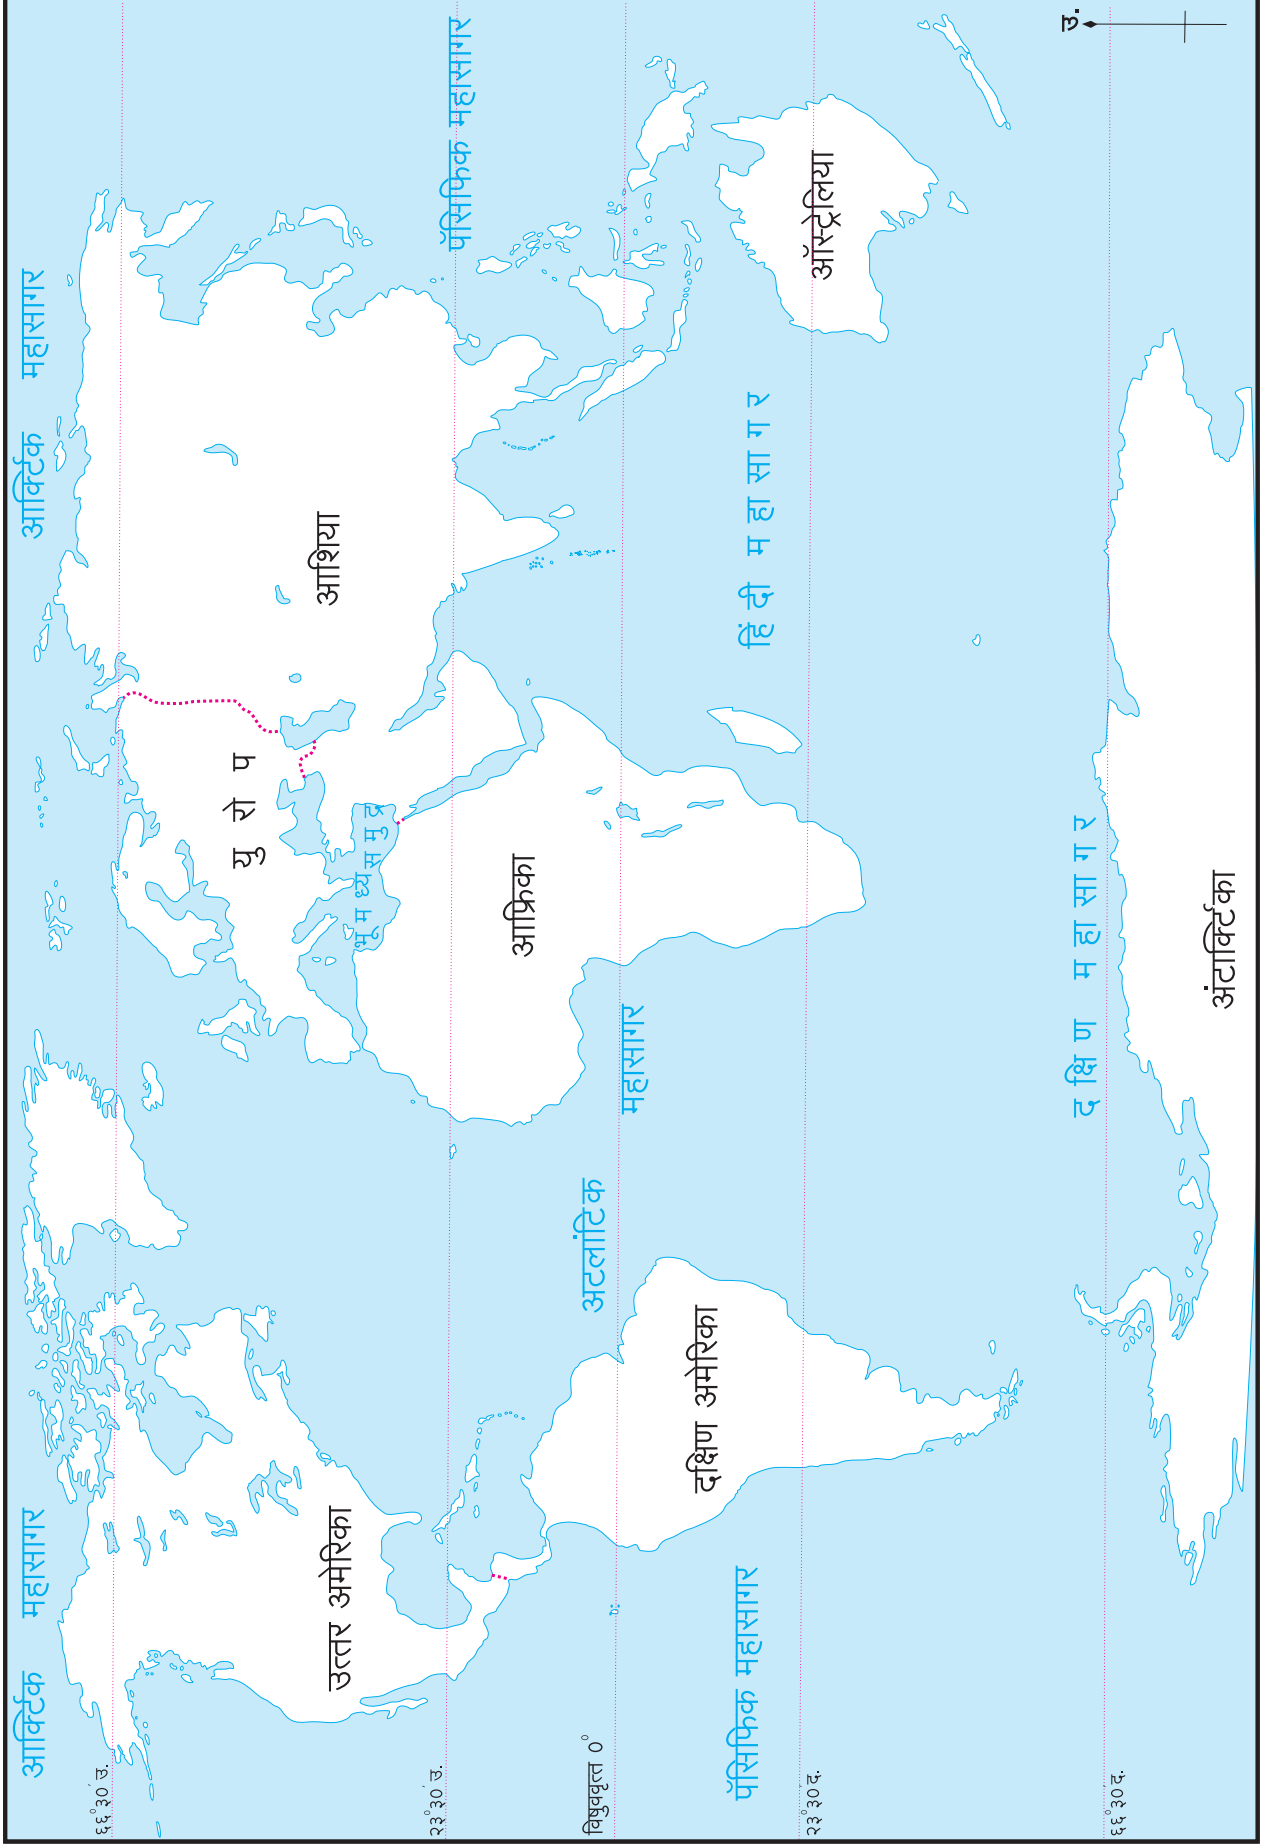 आर्क्टिक महासागर
आर्क्टिक महासागर
उ.
६६°३०' उ.
यु रो प
आशिया
उत्तर अमेरिका
भू म ध्य स मु द्र
पॅसिफिक महासागर
२३°३०' उ.
आफ्रिका
अटलांटिक
महासागर
विषुववृत्त 0°
दक्षिण अमेरिका
पॅसिफिक महासागर
हिं दी म हा सा ग र
ऑस्ट्रेलिया
२३°३०' द.
द क्षि ण म हा सा ग र
६६°३०' द.
अंटार्क्टिका